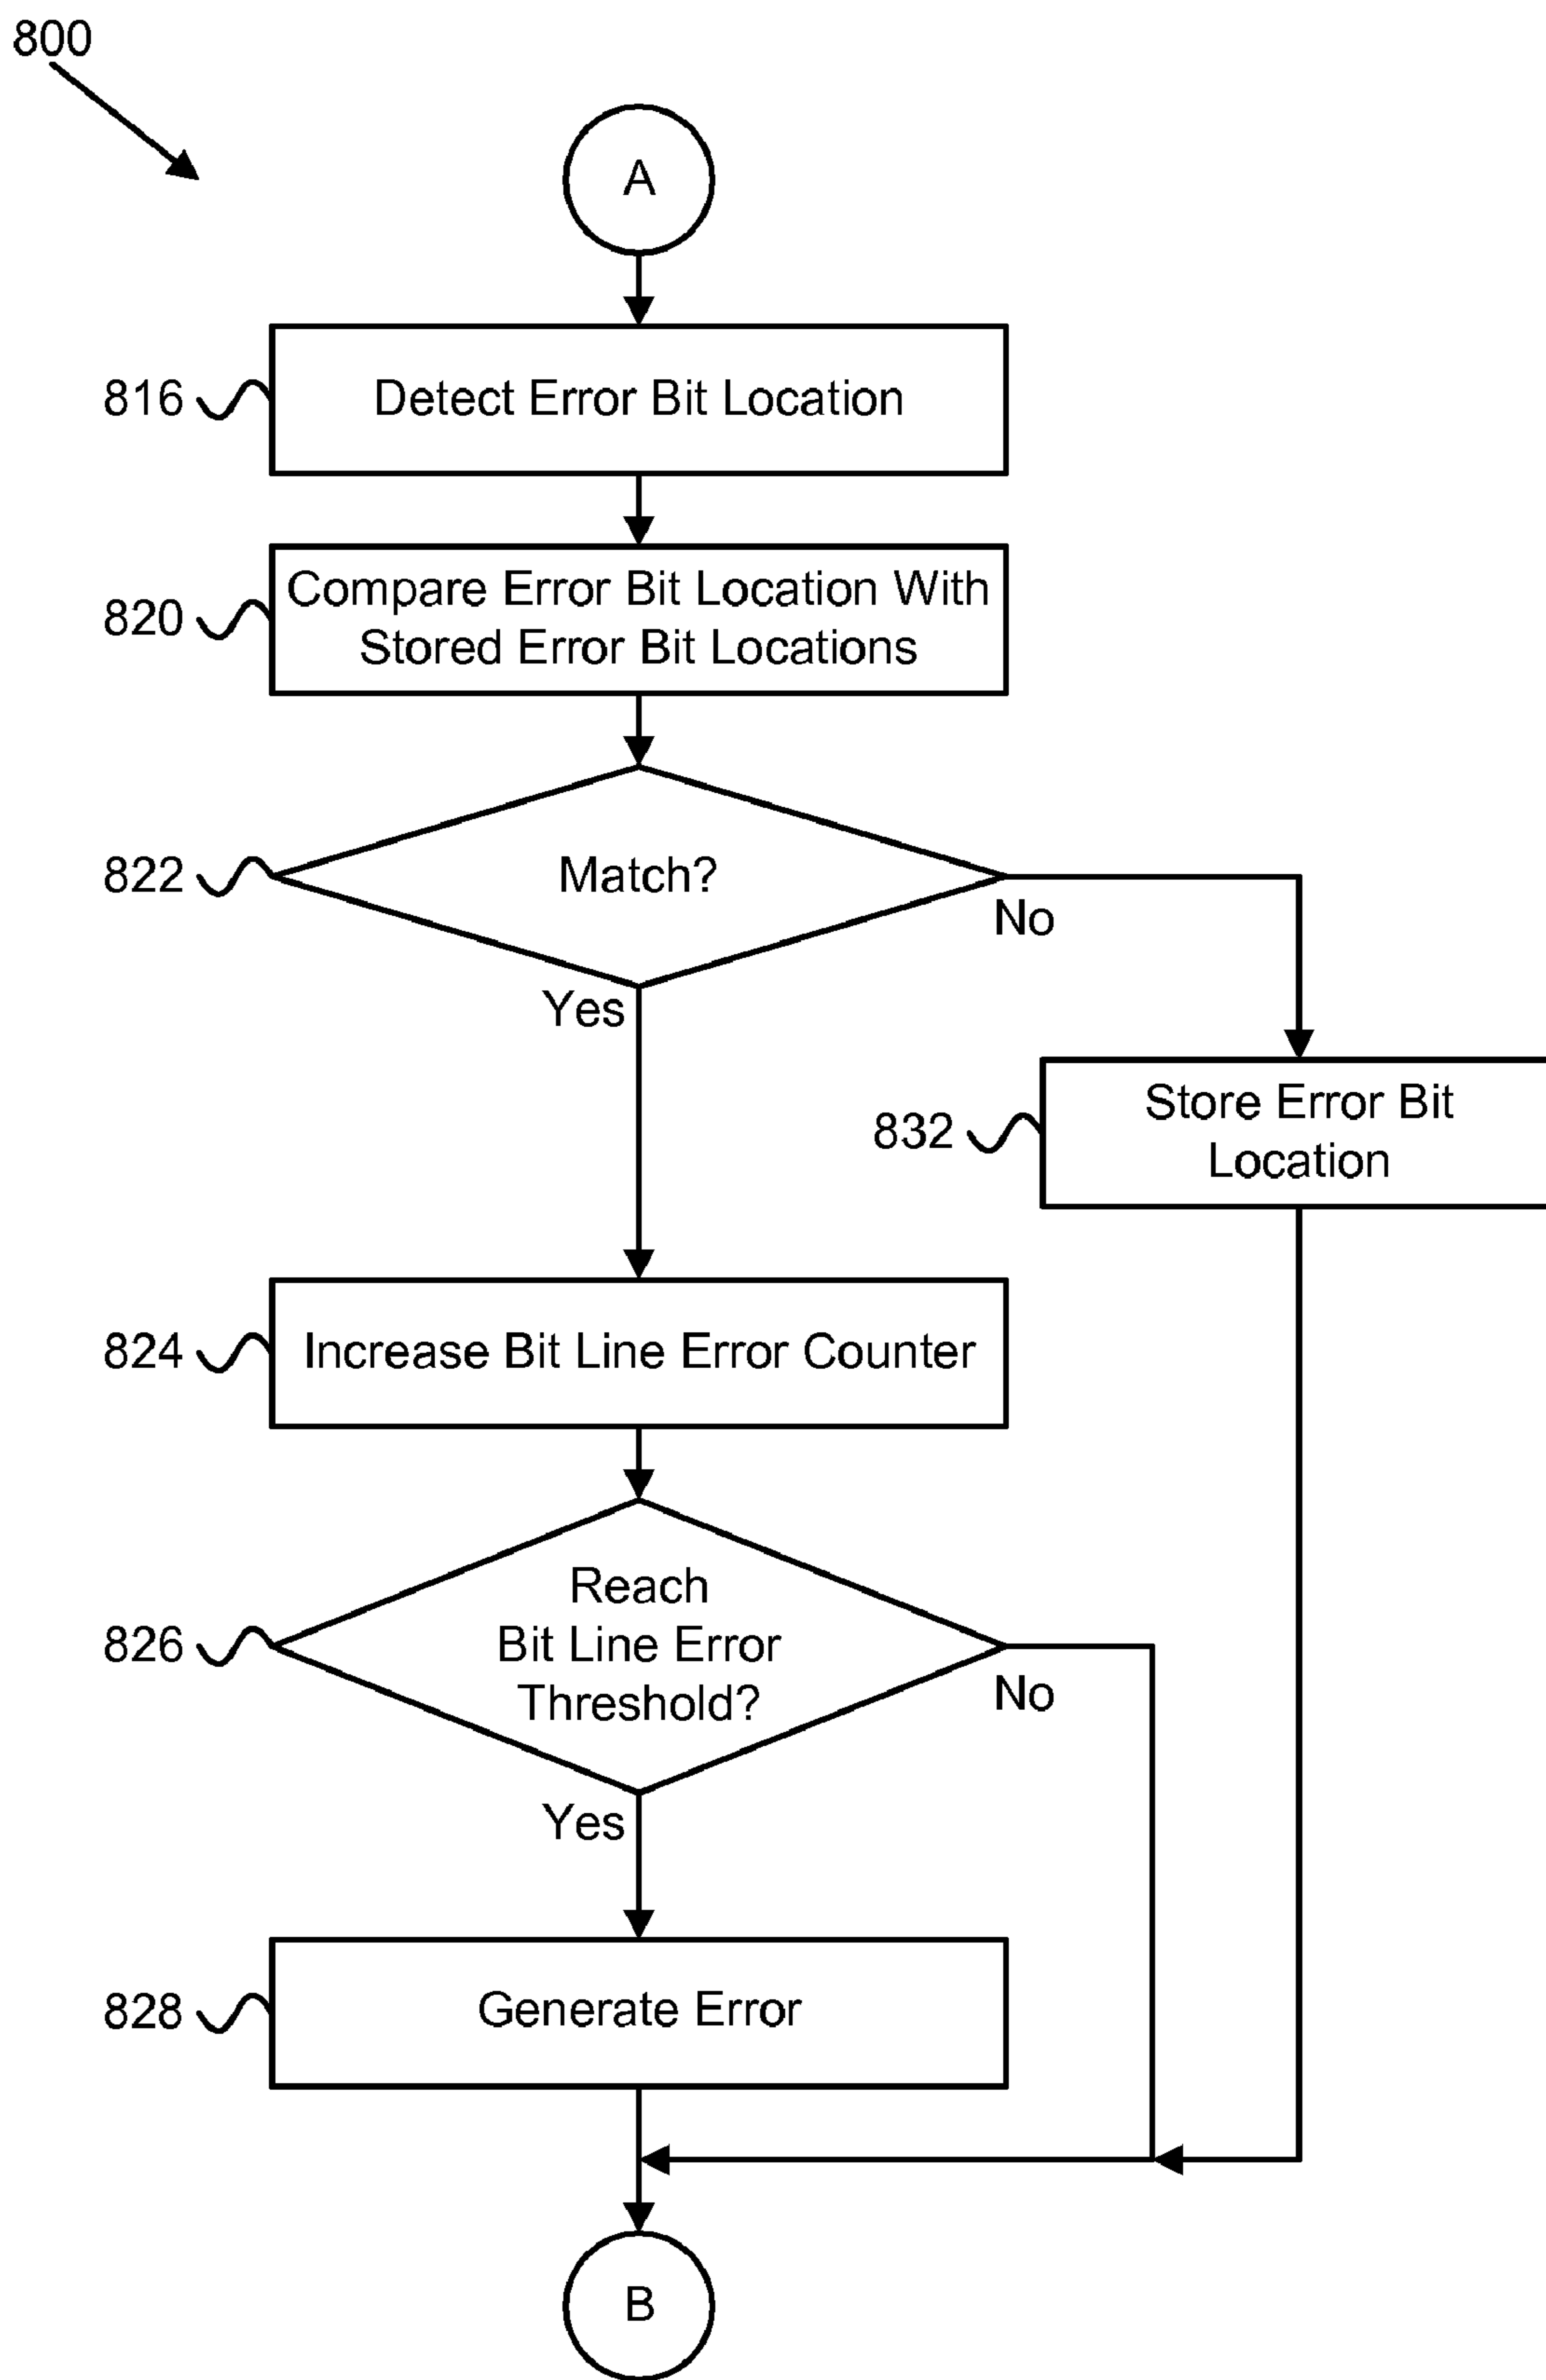 800
A
816
Detect Error Bit Location
820
Compare Error Bit Location With
Stored Error Bit Locations
822
Match?
No
Yes
832
Store Error Bit
Location
824
Increase Bit Line Error Counter
826
Reach
Bit Line Error
Threshold?
No
Yes
828
Generate Error
B